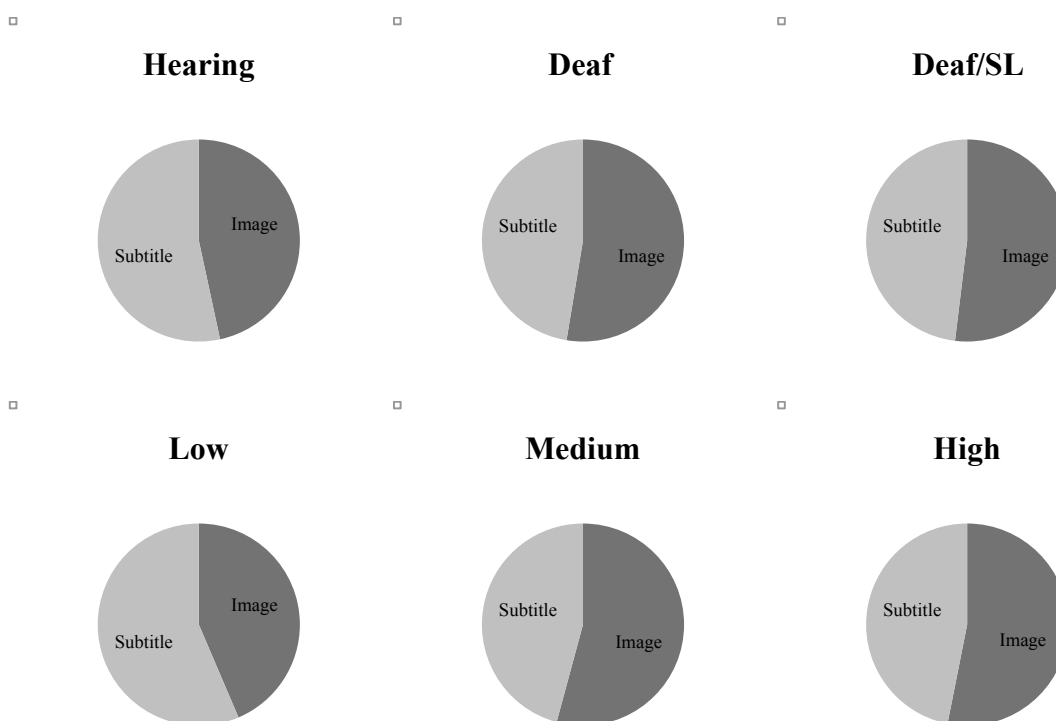 Hearing
Deaf
Deaf/SL
Image
Subtitle
Subtitle
Image
Subtitle
Image
Low
Medium
High
Image
Subtitle
Subtitle
Image
Subtitle
Image